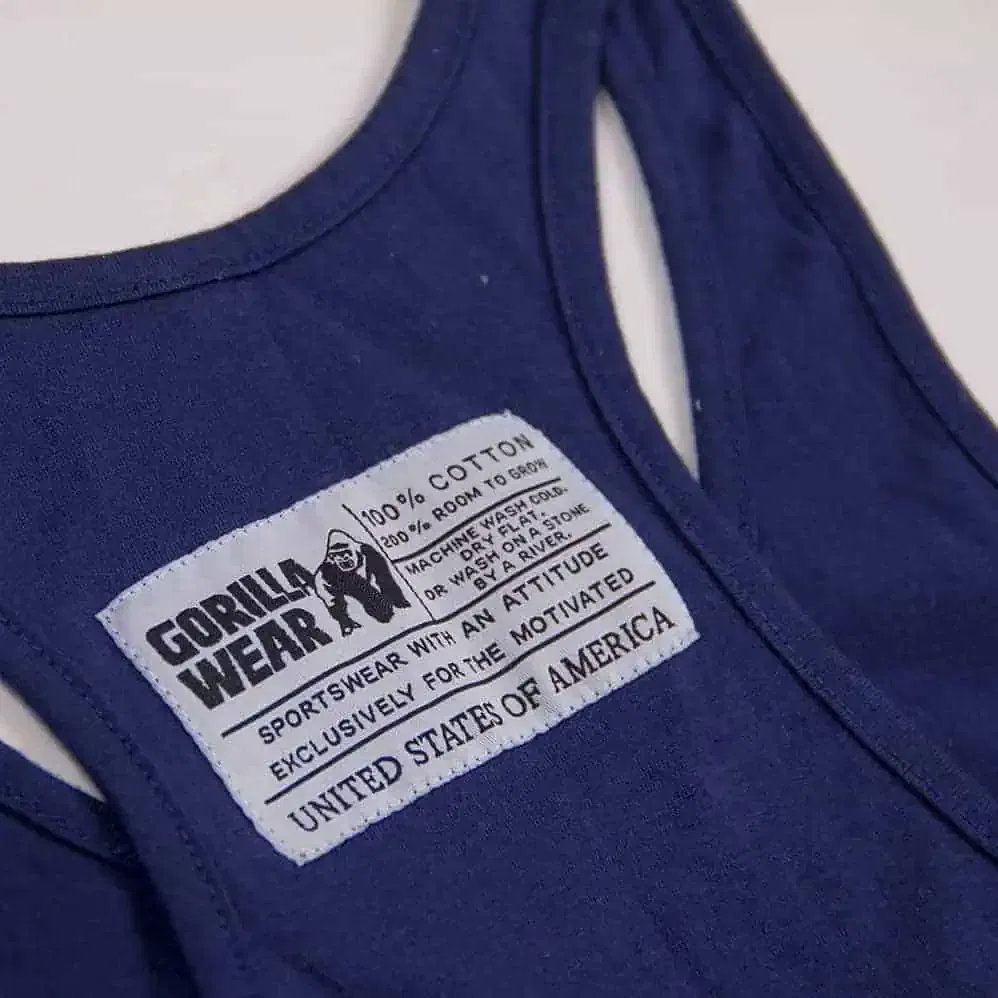 GORILLA
WEAR
100% COTTON
200% ROOM TO GROW
MACHINE WASH COLD.
DRY FLAT.
OR WASH ON A STONE
BY A RIVER.
SPORTSWEAR WITH AN ATTITUDE
EXCLUSIVELY FOR THE MOTIVATED
UNITED STATES OF AMERICA